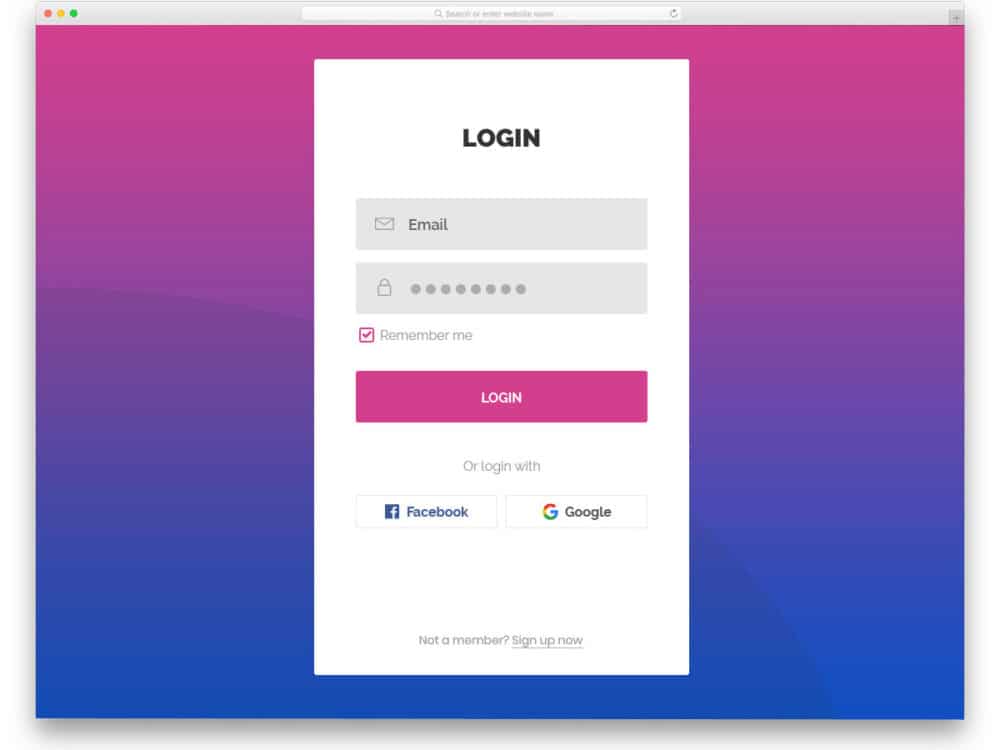 Search or enter website name
LOGIN
Email
Remember me
LOGIN
Or login with
Facebook
Google
Not a member? Sign up now